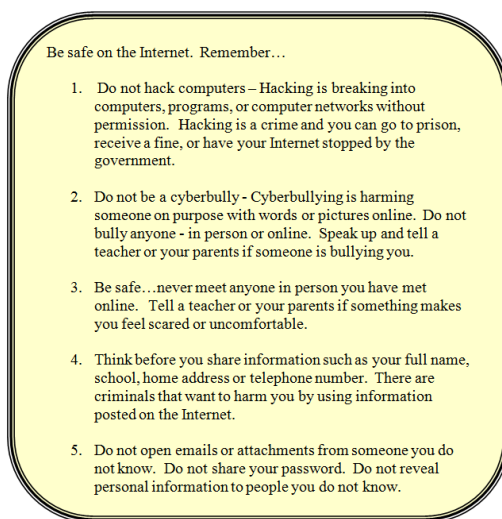 Be safe on the Internet.  Remember…
1.  Do not hack computers – Hacking is breaking into
computers, programs, or computer networks without
permission.  Hacking is a crime and you can go to prison,
receive a fine, or have your Internet stopped by the
government.
2.  Do not be a cyberbully - Cyberbullying is harming
someone on purpose with words or pictures online.  Do not
bully anyone - in person or online.  Speak up and tell a
teacher or your parents if someone is bullying you.
3.  Be safe…never meet anyone in person you have met
online.  Tell a teacher or your parents if something makes
you feel scared or uncomfortable.
4.  Think before you share information such as your full name,
school, home address or telephone number.  There are
criminals that want to harm you by using information
posted on the Internet.
5.  Do not open emails or attachments from someone you do
not know.  Do not share your password.  Do not reveal
personal information to people you do not know.